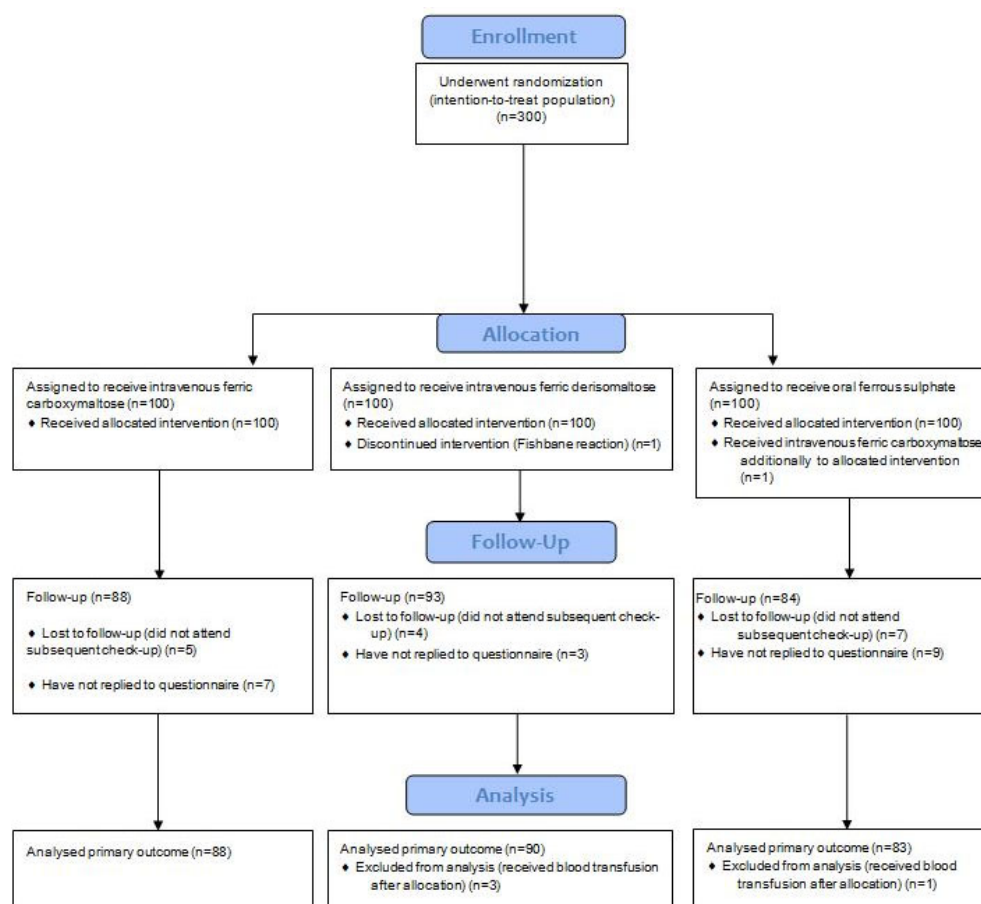 Enrollment
Underwent randomization
(intention-to-treat population)
(n=300)
Allocation
Assigned to receive intravenous ferric
carboxymaltose (n=100)
♦ Received allocated intervention (n=100)
Assigned to receive intravenous ferric derisomaltose
(n=100)
♦ Received allocated intervention (n=100)
♦ Discontinued intervention (Fishbane reaction) (n=1)
Assigned to receive oral ferrous sulphate
(n=100)
♦ Received allocated intervention (n=100)
♦ Received intravenous ferric carboxymatose
additionally to allocated intervention
(n=1)
Follow-Up
Follow-up (n=88)
♦ Lost to follow-up (did not attend
subsequent check-up) (n=5)
♦ Have not replied to questionnaire (n=7)
Follow-up (n=93)
♦ Lost to follow-up (did not attend subsequent check-
up) (n=4)
♦ Have not replied to questionnaire (n=3)
Follow-up (n=84)
♦ Lost to follow-up (did not attend
subsequent check-up) (n=7)
♦ Have not replied to questionnaire (n=9)
Analysis
Analysed primary outcome (n=88)
Analysed primary outcome (n=90)
♦ Excluded from analysis (received blood transfusion
after allocation) (n=3)
Analysed primary outcome (n=83)
♦ Excluded from analysis (received blood
transfusion after allocation) (n=1)